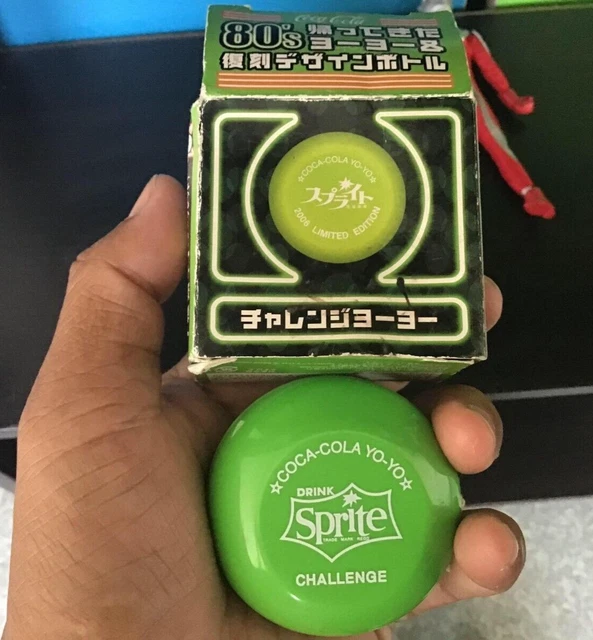 Coca-Cola
80's 帰ってきた
ヨーヨー&
復刻デザインボトル
☆COCA-COLA YO-YO☆
スプライト
2006 LIMITED EDITION
チャレンジヨーヨー
☆COCA-COLA YO-YO☆
DRINK
Sprite
TRADE MARK REGD
CHALLENGE